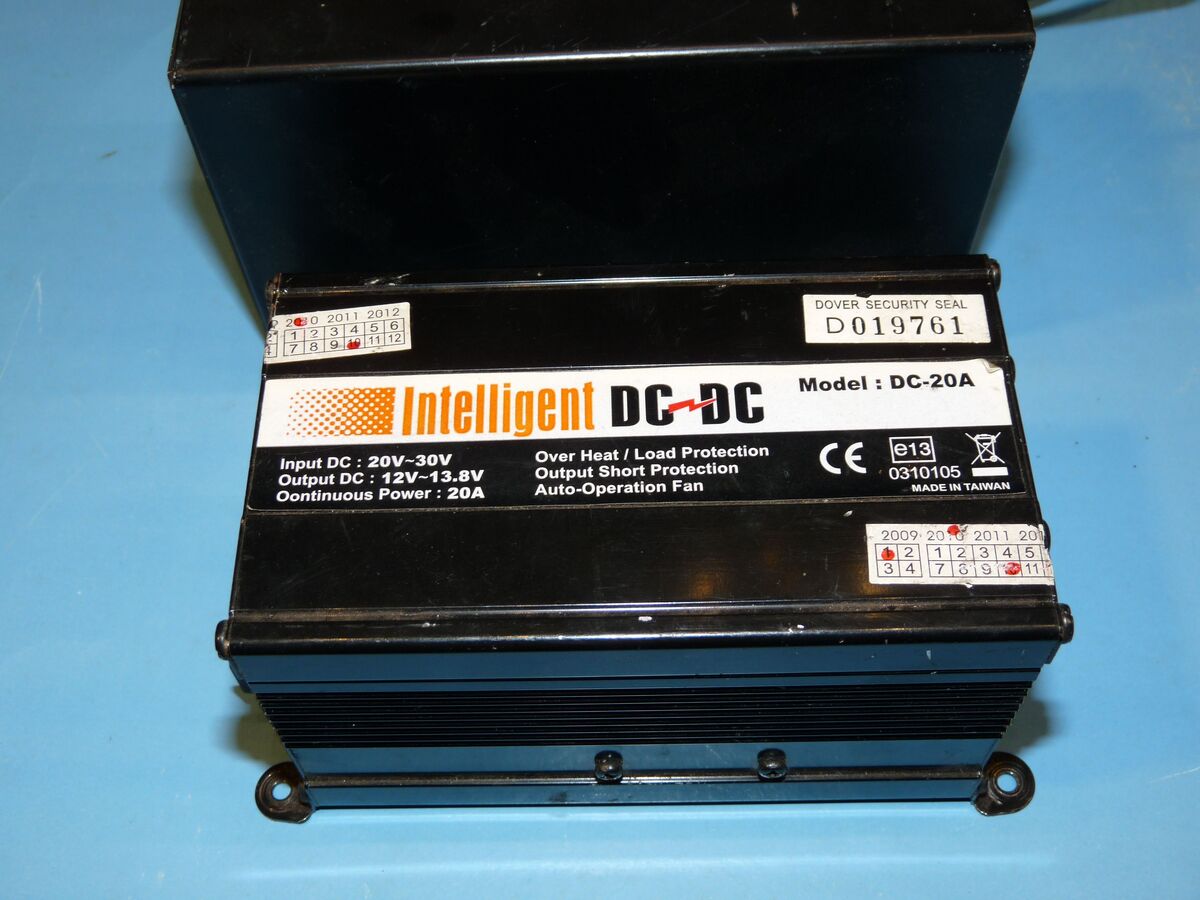 2010 2011 2012
1 2 3 4 5 6
7 8 9 10 11 12
DOVER SECURITY SEAL
D019761
Intelligent DC DC
Model : DC-20A
Input DC : 20V~30V
Output DC : 12V~13.8V
Oontinuous Power : 20A
Over Heat / Load Protection
Output Short Protection
Auto-Operation Fan
CE
e13
0310105
MADE IN TAIWAN
2009 2010 2011 201
1 2 1 2 3 4 5
3 4 7 8 9 10 11